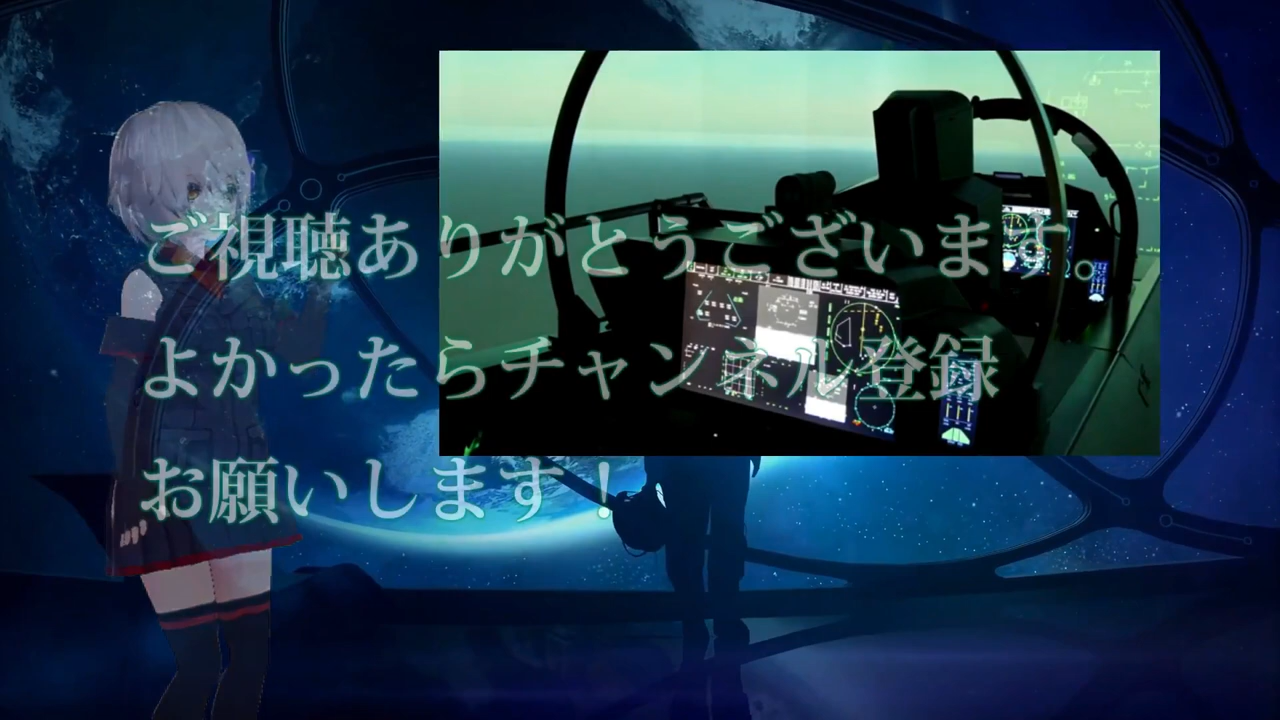 ご視聴ありがとうございます
よかったらチャンネル登録
お願いします！